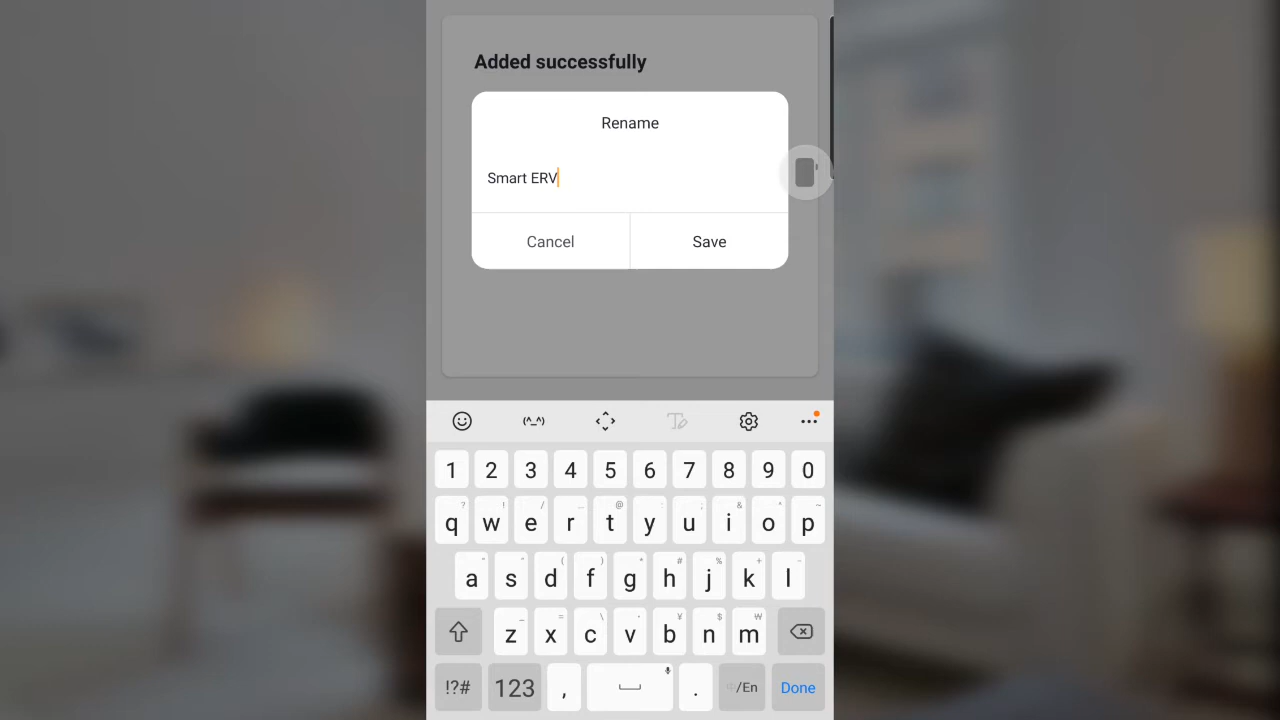 Added successfully
Rename
Smart ERV
Cancel Save
(^_^)
1 2 3 4 5 6 7 8 9 0
q w e r t y u i o p
a s d f g h j k l
z x c v b n m
!?# 123 , . /En Done